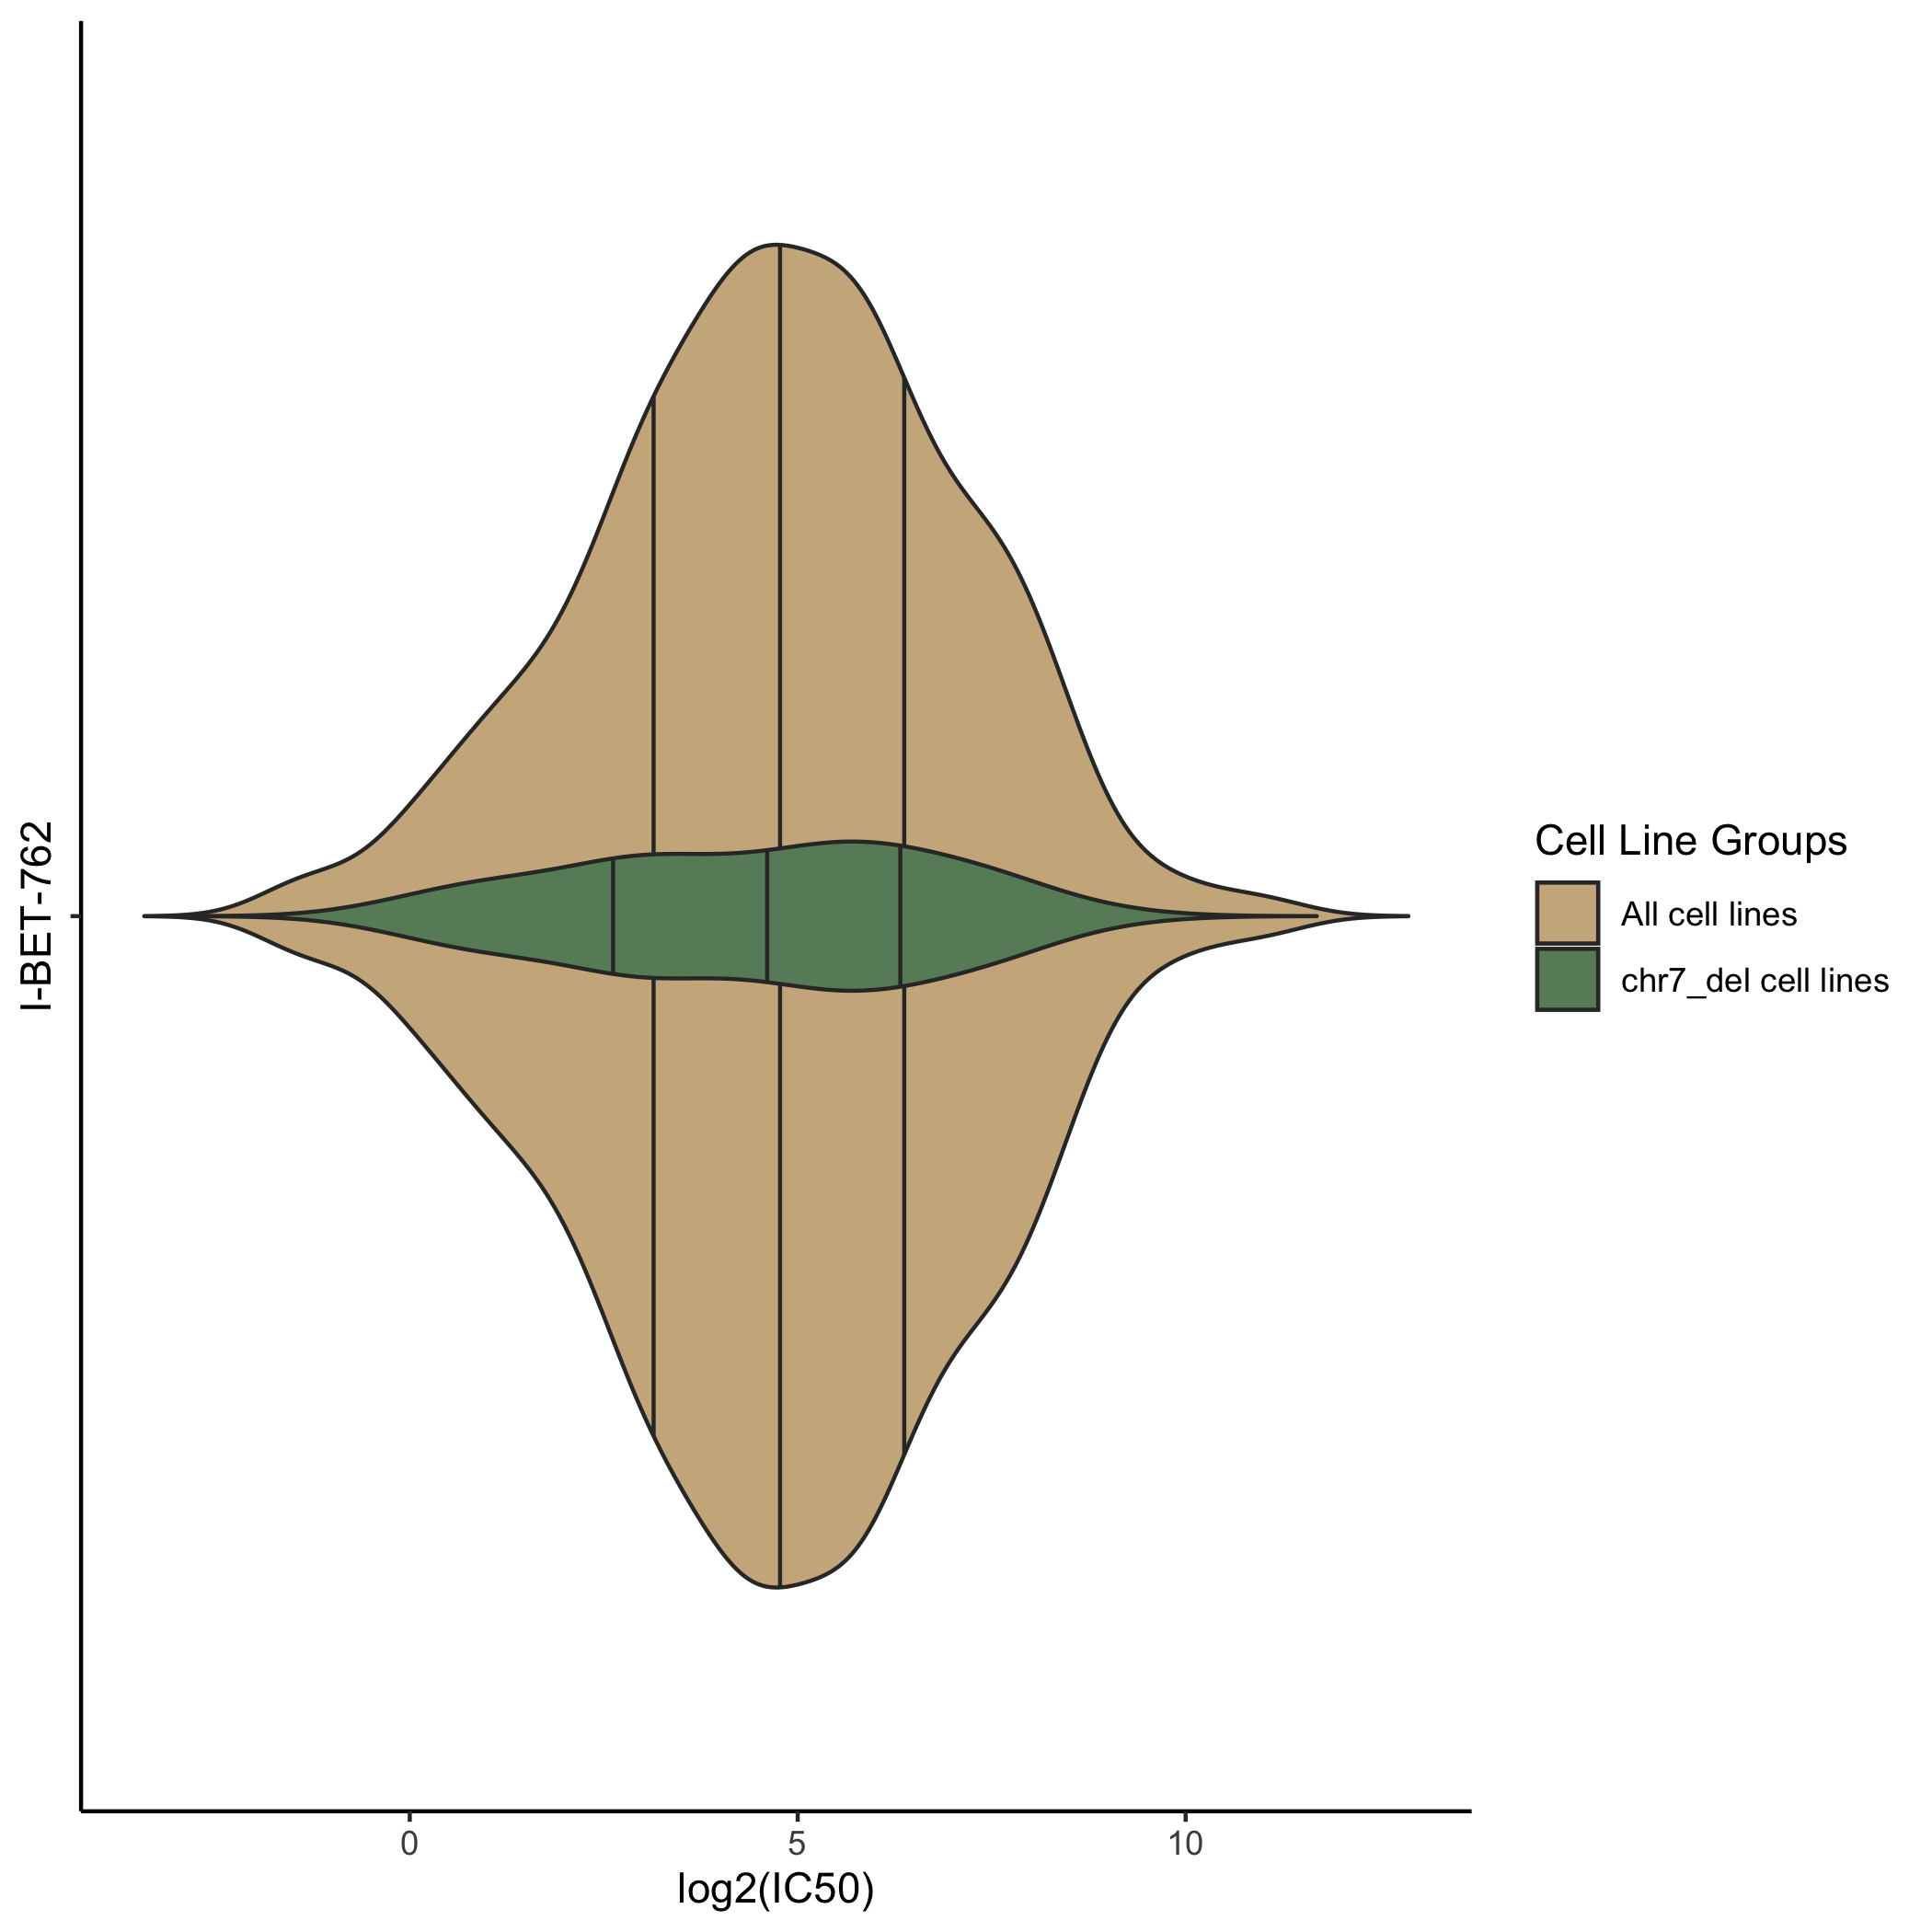 I-BET-762
Cell Line Groups
All cell lines
chr7_del cell lines
0 5 10
log2(IC50)